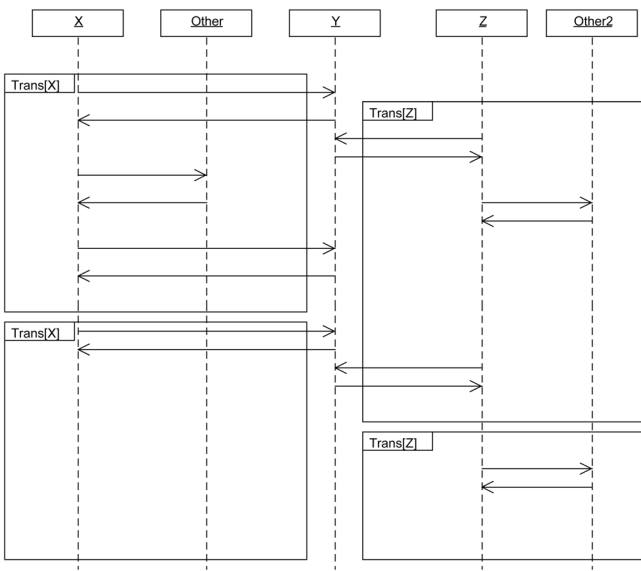 X
Other
Y
Z
Other2
Trans[X]
Trans[Z]
Trans[X]
Trans[Z]